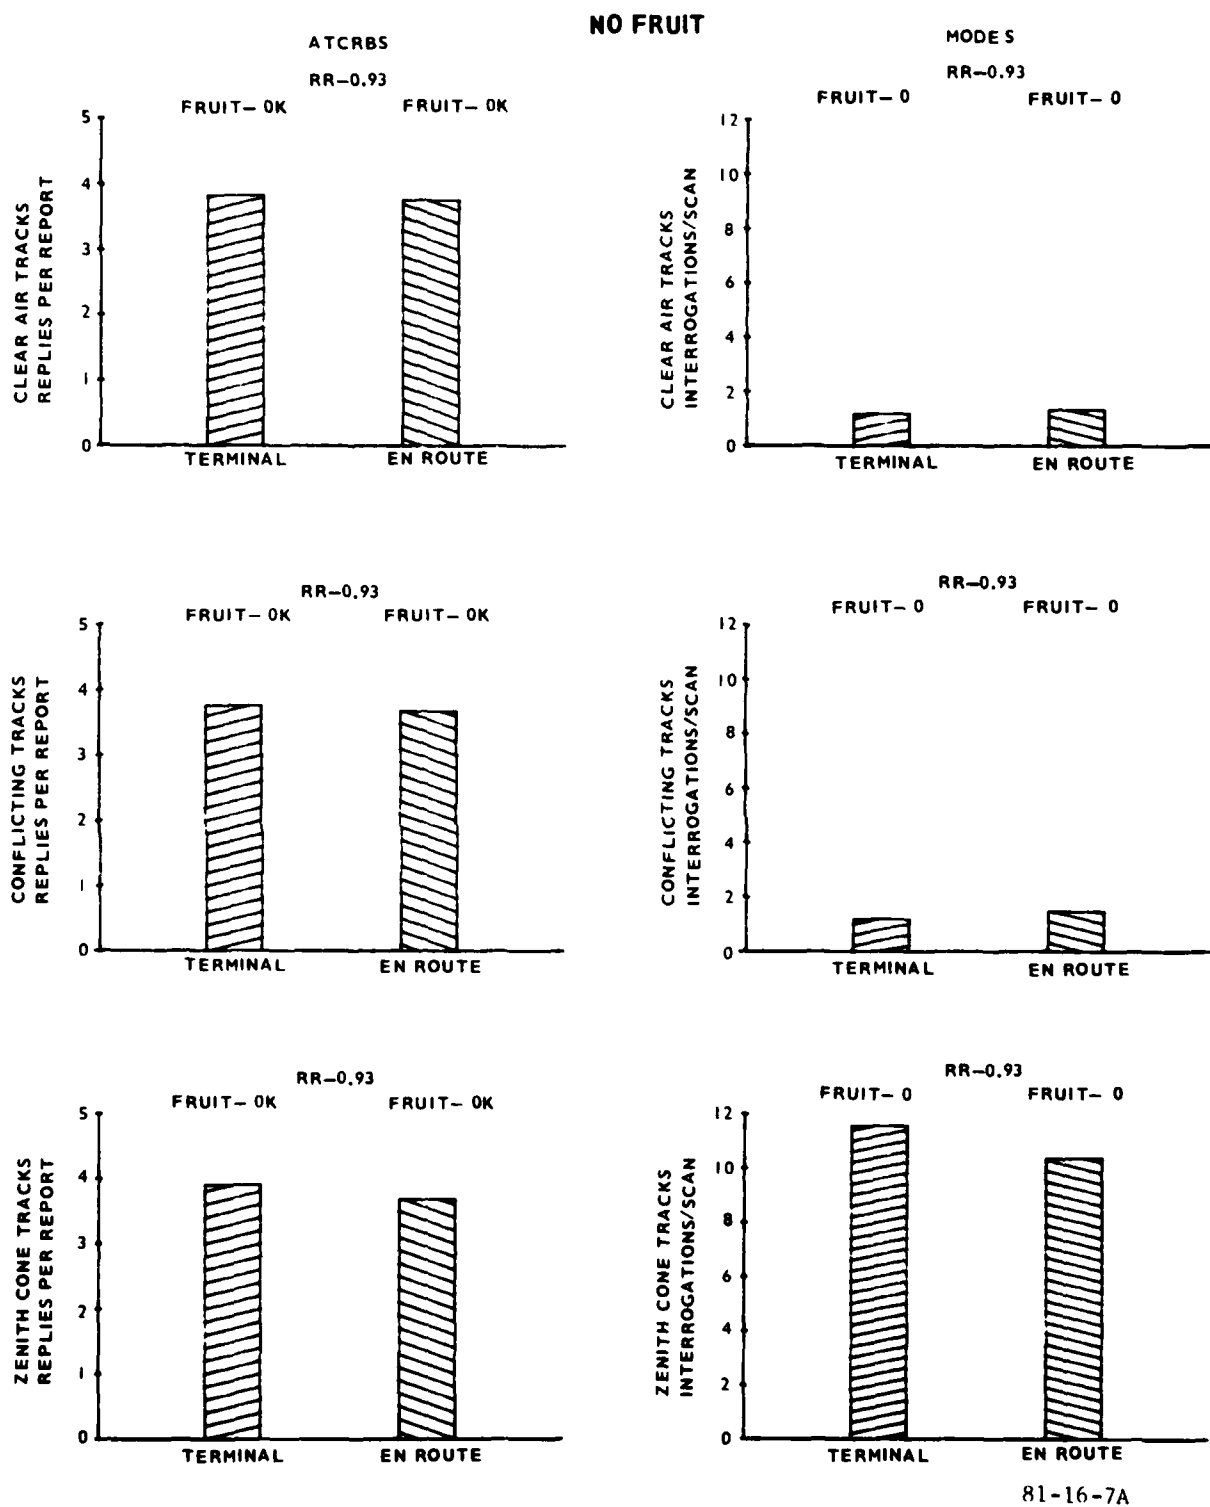 NO FRUIT
ATCRBS
RR-0.93
FRUIT- 0K
FRUIT- 0K
CLEAR AIR TRACKS
REPLIES PER REPORT
5
4
3
2
1
0
TERMINAL
EN ROUTE
MODE S
RR-0.93
FRUIT- 0
FRUIT- 0
CLEAR AIR TRACKS
INTERROGATIONS/SCAN
12
10
8
6
4
2
0
TERMINAL
EN ROUTE
RR-0.93
FRUIT- 0K
FRUIT- 0K
CONFLICTING TRACKS
REPLIES PER REPORT
5
4
3
2
1
0
TERMINAL
EN ROUTE
RR-0.93
FRUIT- 0
FRUIT- 0
CONFLICTING TRACKS
INTERROGATIONS/SCAN
12
10
8
6
4
2
0
TERMINAL
EN ROUTE
RR-0.93
FRUIT- 0K
FRUIT- 0K
ZENITH CONE TRACKS
REPLIES PER REPORT
5
4
3
2
1
0
TERMINAL
EN ROUTE
RR-0.93
FRUIT- 0
FRUIT- 0
ZENITH CONE TRACKS
INTERROGATIONS/SCAN
12
10
8
6
4
2
0
TERMINAL
EN ROUTE
81-16-7A